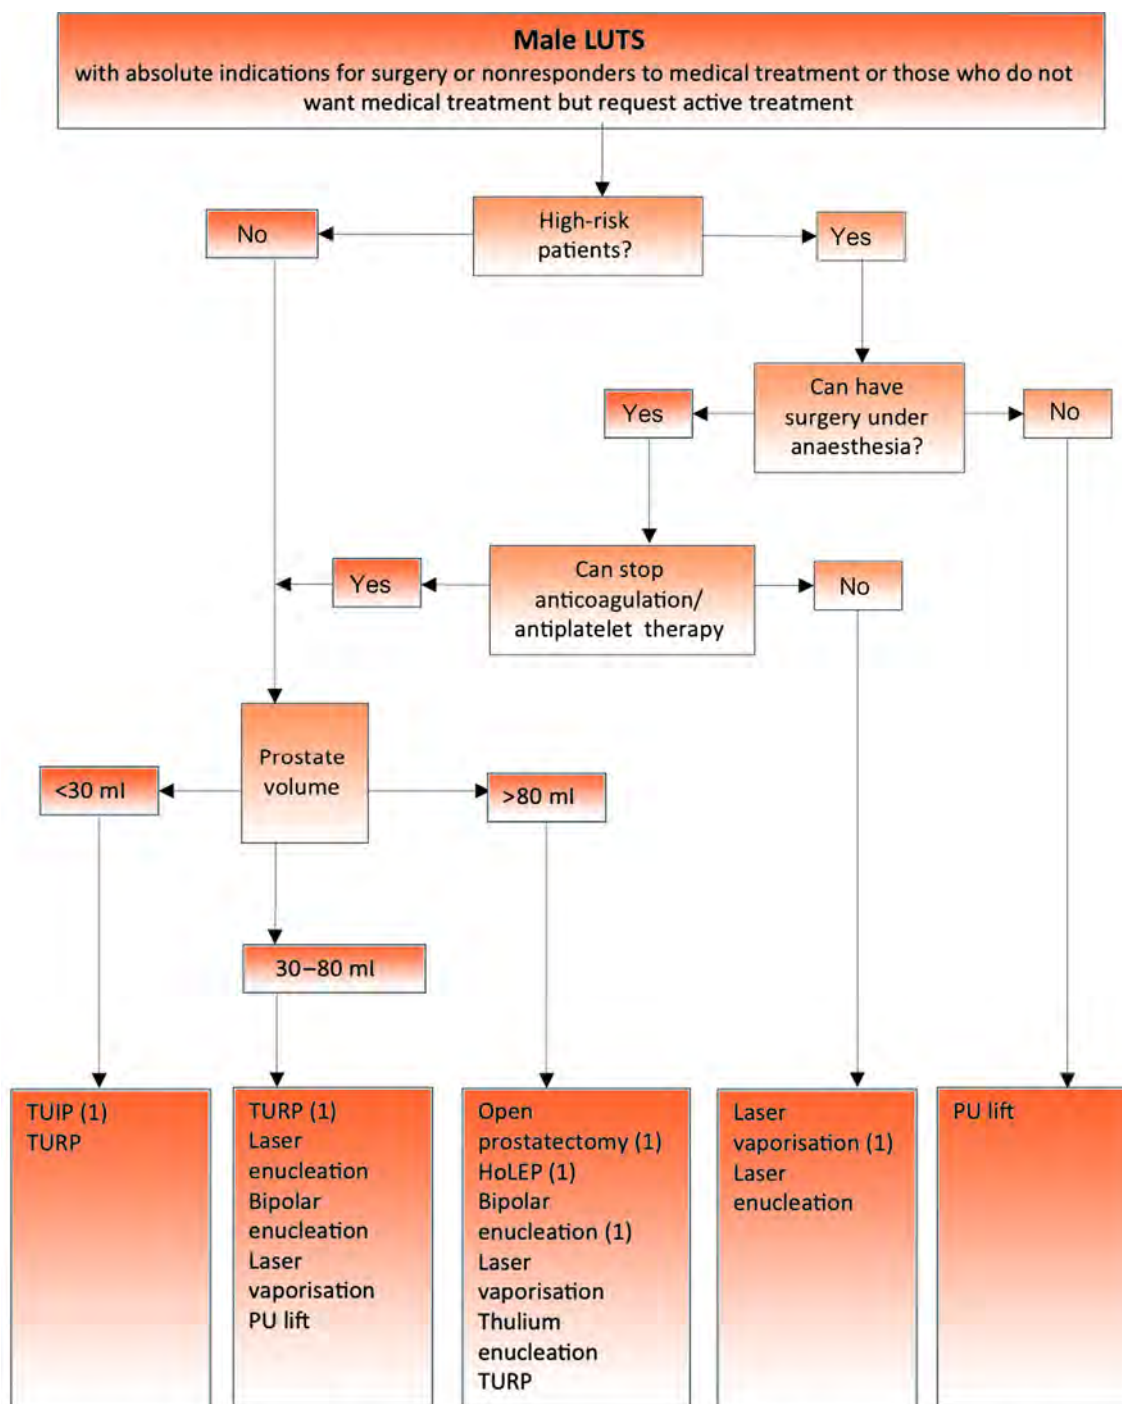 Male LUTS
with absolute indications for surgery or nonresponders to medical treatment or those who do not
want medical treatment but request active treatment
High-risk
patients?
No
Yes
Can have
surgery under
anaesthesia?
Yes
No
Can stop
anticoagulation/
antiplatelet therapy
Yes
No
Prostate
volume
<30 ml
>80 ml
30–80 ml
TUIP (1)
TURP
TURP (1)
Laser
enucleation
Bipolar
enucleation
Laser
vaporisation
PU lift
Open
prostatectomy (1)
HoLEP (1)
Bipolar
enucleation (1)
Laser
vaporisation
Thulium
enucleation
TURP
Laser
vaporisation (1)
Laser
enucleation
PU lift